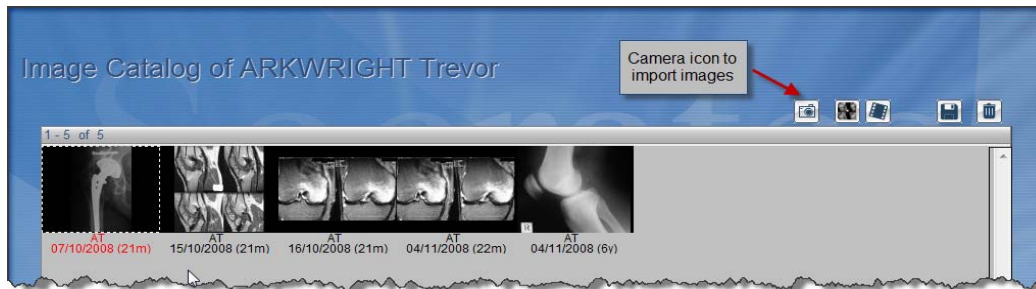 Image Catalog of ARKWRIGHT Trevor
Camera icon to
import images
1 - 5 of 5
R
AT
07/10/2008 (21m)
AT
15/10/2008 (21m)
AT
16/10/2008 (21m)
AT
04/11/2008 (22m)
AT
04/11/2008 (6y)